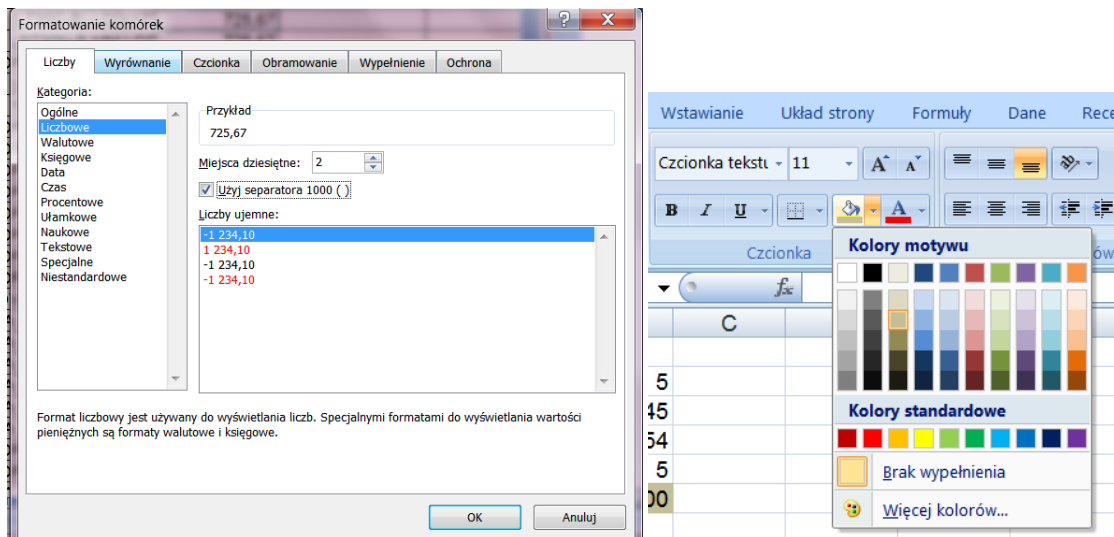 Formatowanie komórek
Liczby Wyrównanie Czcionka Obramowanie Wypełnienie Ochrona
Kategoria:
Ogólne
Liczbowe
Walutowe
Księgowe
Data
Czas
Procentowe
Ułamkowe
Naukowe
Tekstowe
Specjalne
Niestandardowe
Przykład
725,67
Miejsca dziesiętne: 2
Użyj separatora 1000 ( )
Liczby ujemne:
-1 234,10
1 234,10
-1 234,10
-1 234,10
Format liczbowy jest używany do wyświetlania liczb. Specjalnymi formatami do wyświetlania wartości
pieniężnych są formaty walutowe i księgowe.
OK Anuluj
Wstawianie Układ strony Formuły Dane Rece
Czcionka tekstu 11 A A
B I U A
Czcionka
Kolory motywu
fx
C
5
45
54
5
00
Kolory standardowe
Brak wypełnienia
Więcej kolorów...